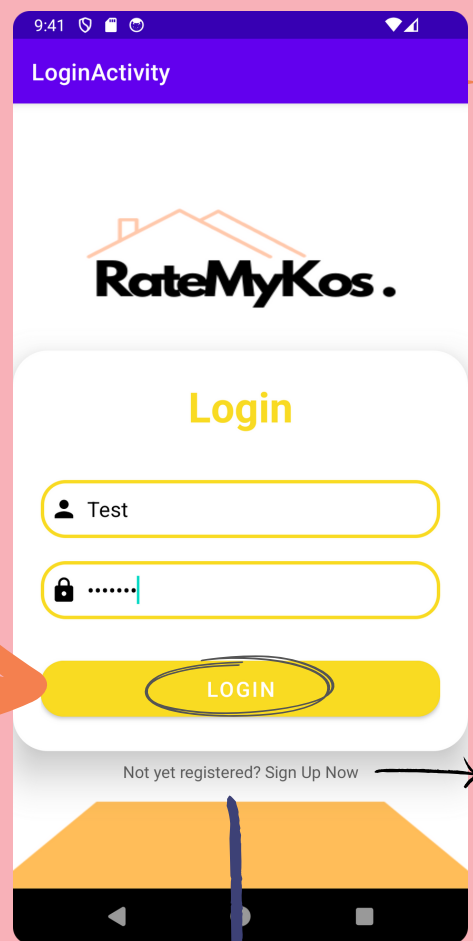 9:41
LoginActivity
RateMyKos.
Login
Test
•••••••
LOGIN
Not yet registered? Sign Up Now